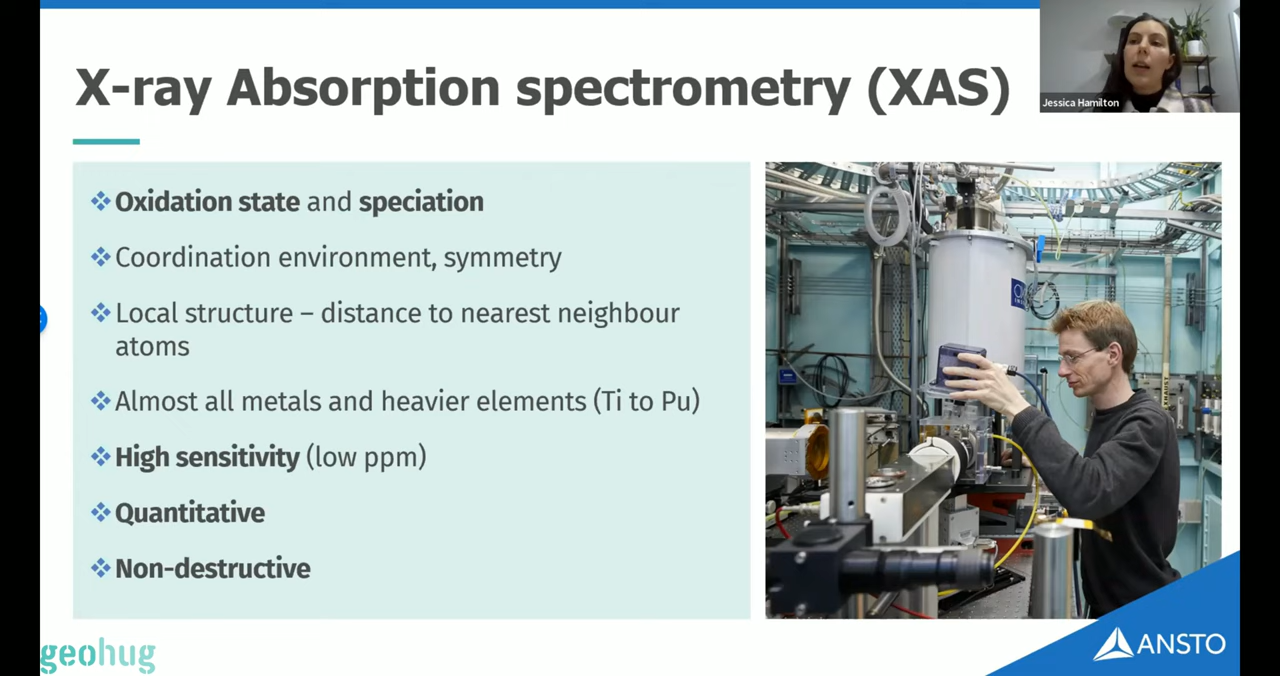 X-ray Absorption spectrometry (XAS)
Jessica Hamilton
Oxidation state and speciation
Coordination environment, symmetry
Local structure – distance to nearest neighbour
atoms
Almost all metals and heavier elements (Ti to Pu)
High sensitivity (low ppm)
Quantitative
Non-destructive
EXHAUST
geohug
ANSTO